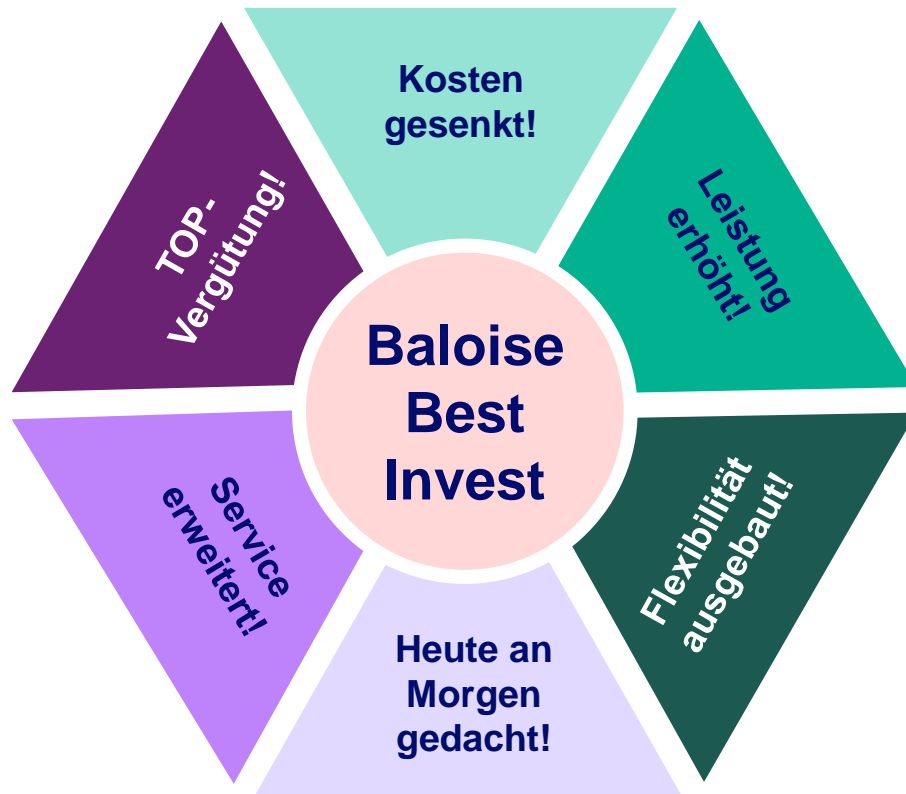 Kosten
gesenkt!
Leistung
erhöht!
Flexibilität
ausgebaut!
Heute an
Morgen
gedacht!
Service
erweitert!
TOP-
Vergütung!
Baloise
Best
Invest